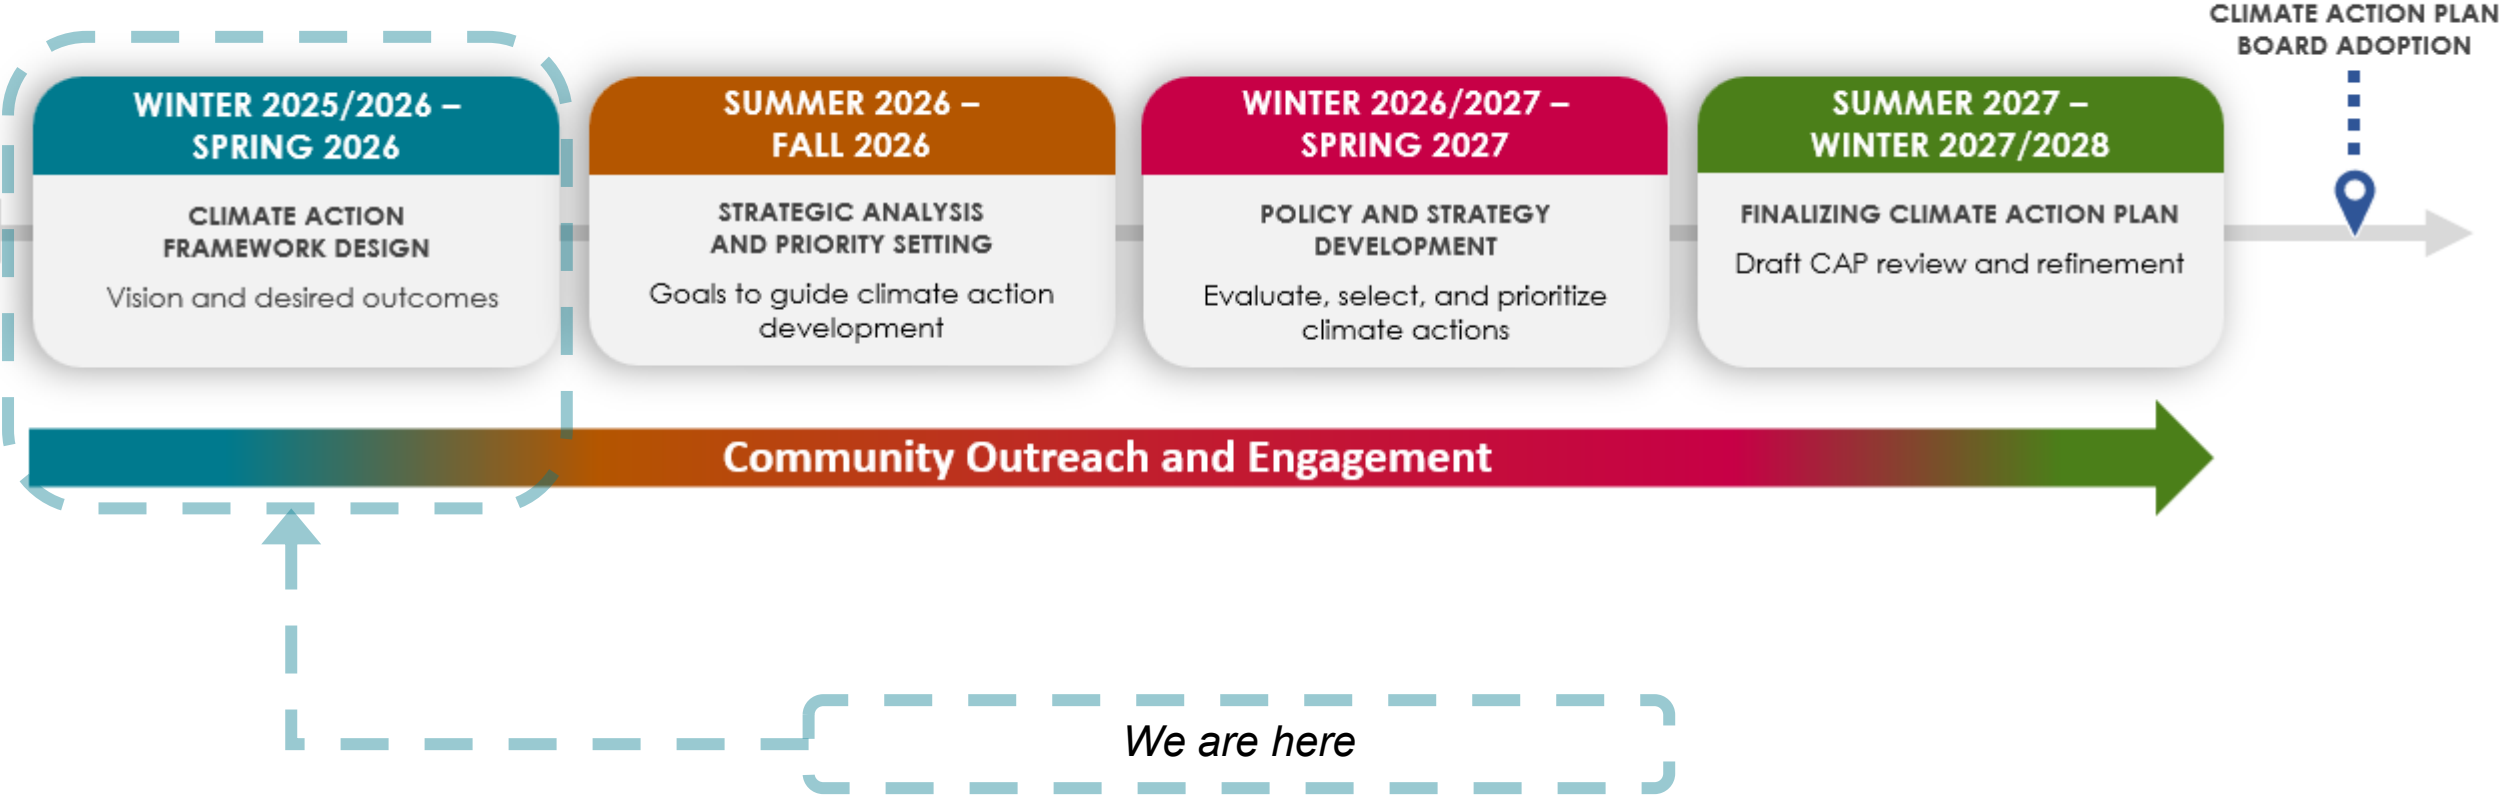 CLIMATE ACTION PLAN
BOARD ADOPTION
WINTER 2025/2026 –
SPRING 2026
CLIMATE ACTION
FRAMEWORK DESIGN
Vision and desired outcomes
SUMMER 2026 –
FALL 2026
STRATEGIC ANALYSIS
AND PRIORITY SETTING
Goals to guide climate action
development
WINTER 2026/2027 –
SPRING 2027
POLICY AND STRATEGY
DEVELOPMENT
Evaluate, select, and prioritize
climate actions
SUMMER 2027 –
WINTER 2027/2028
FINALIZING CLIMATE ACTION PLAN
Draft CAP review and refinement
Community Outreach and Engagement
We are here